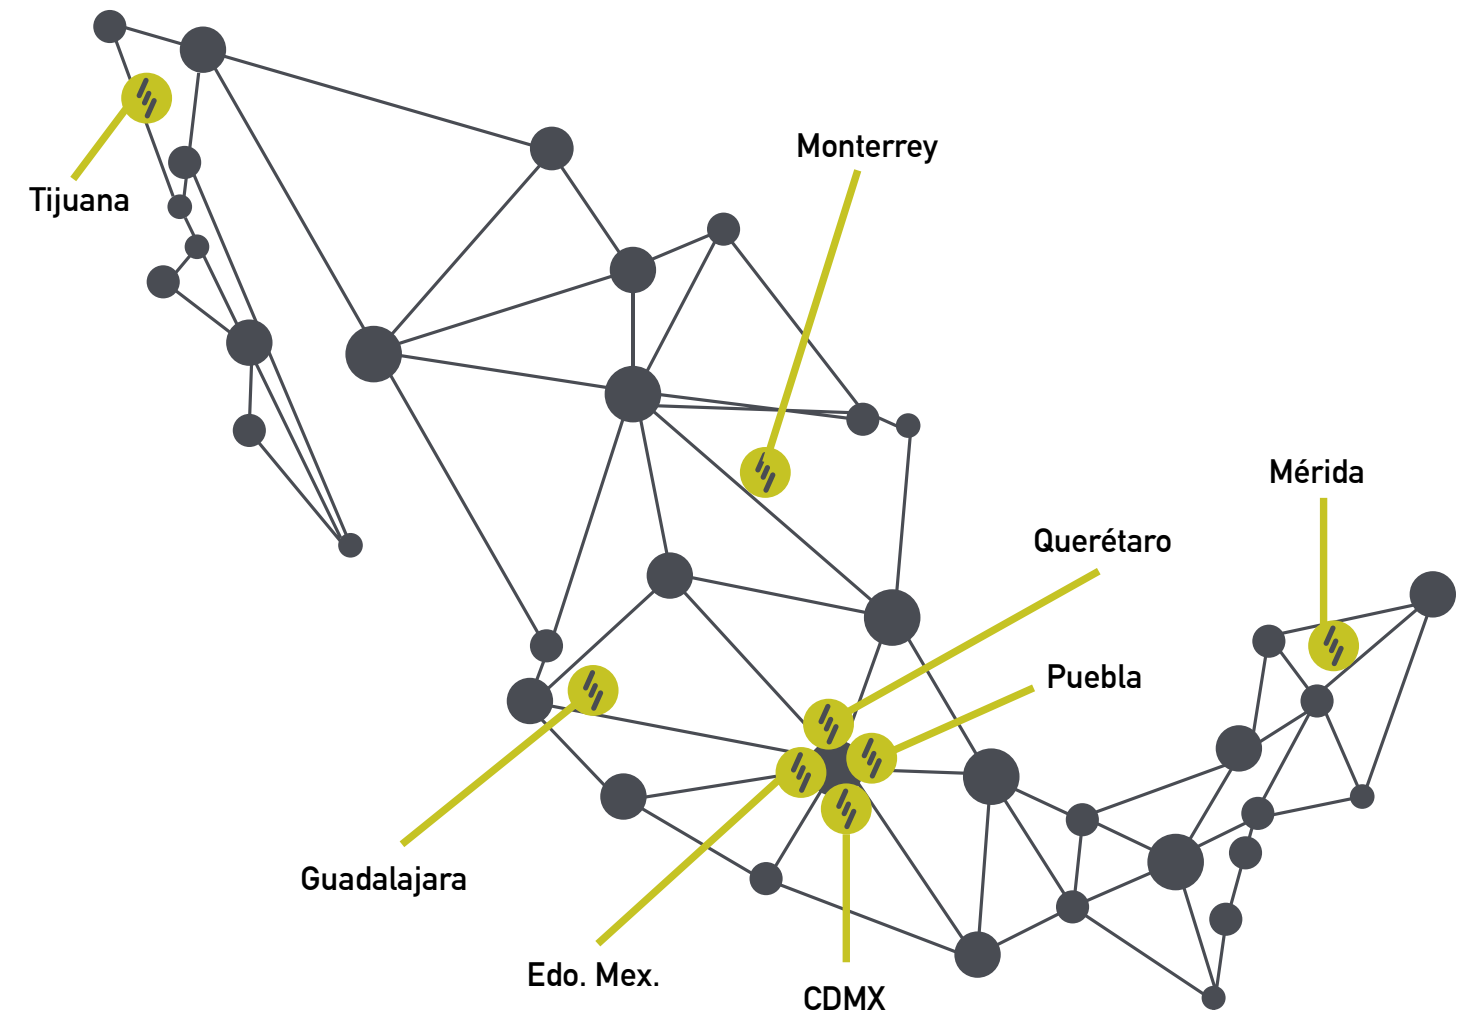 Monterrey
Tijuana
Mérida
Querétaro
Puebla
Guadalajara
Edo. Mex.
CDMX